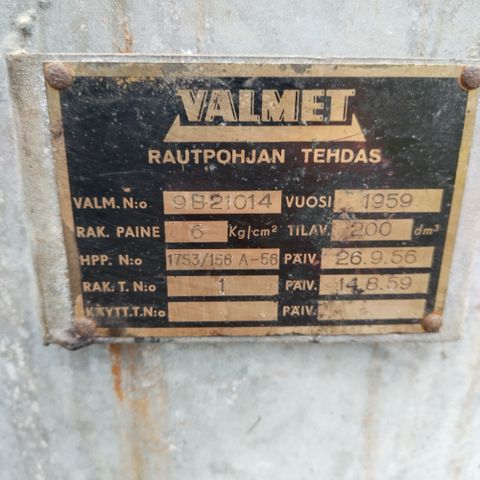 VALMET
RAUTPOHJAN TEHDAS
VALM. N:o 9B21014 VUOSI 1959
RAK. PAINE 6 Kg/cm² TILAV. 200 dm³
HPP. N:o 1753/156 A-56 PÄIV. 26.9.56
RAK. T. N:o 1 PÄIV. 14.8.59
KÄYTT.T.N:o PÄIV.